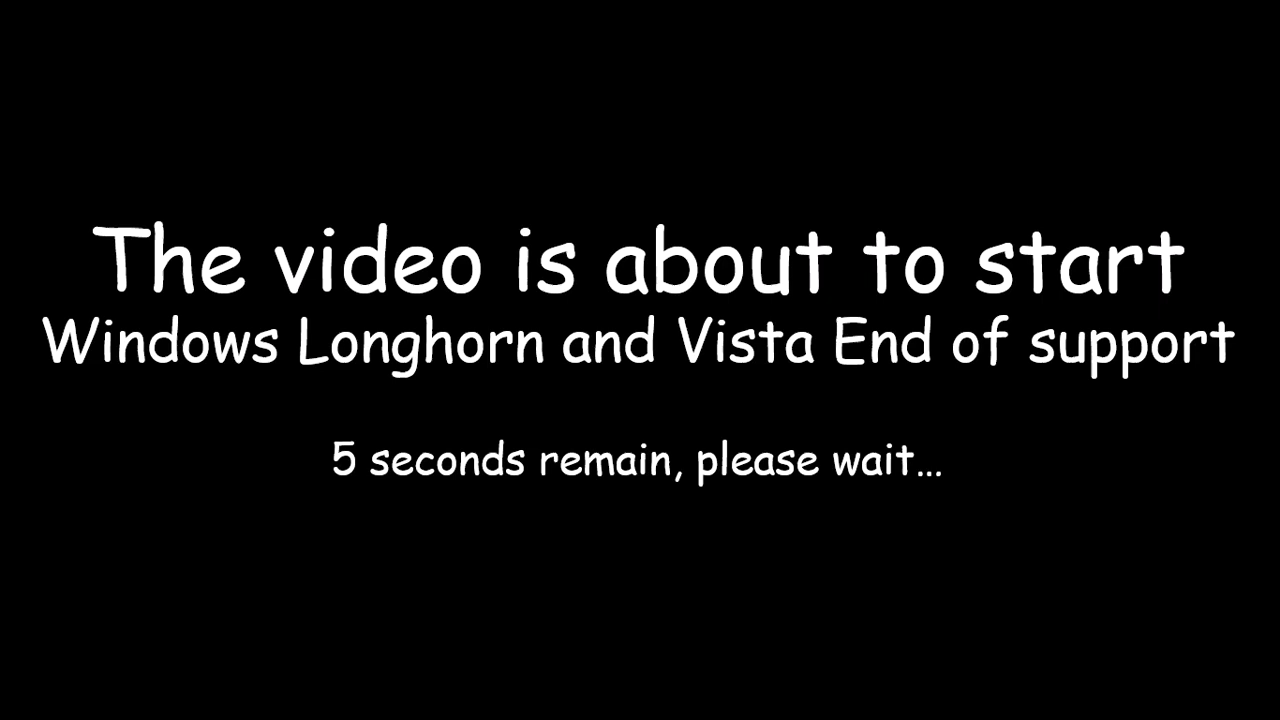 The video is about to start
Windows Longhorn and Vista End of support
5 seconds remain, please wait...